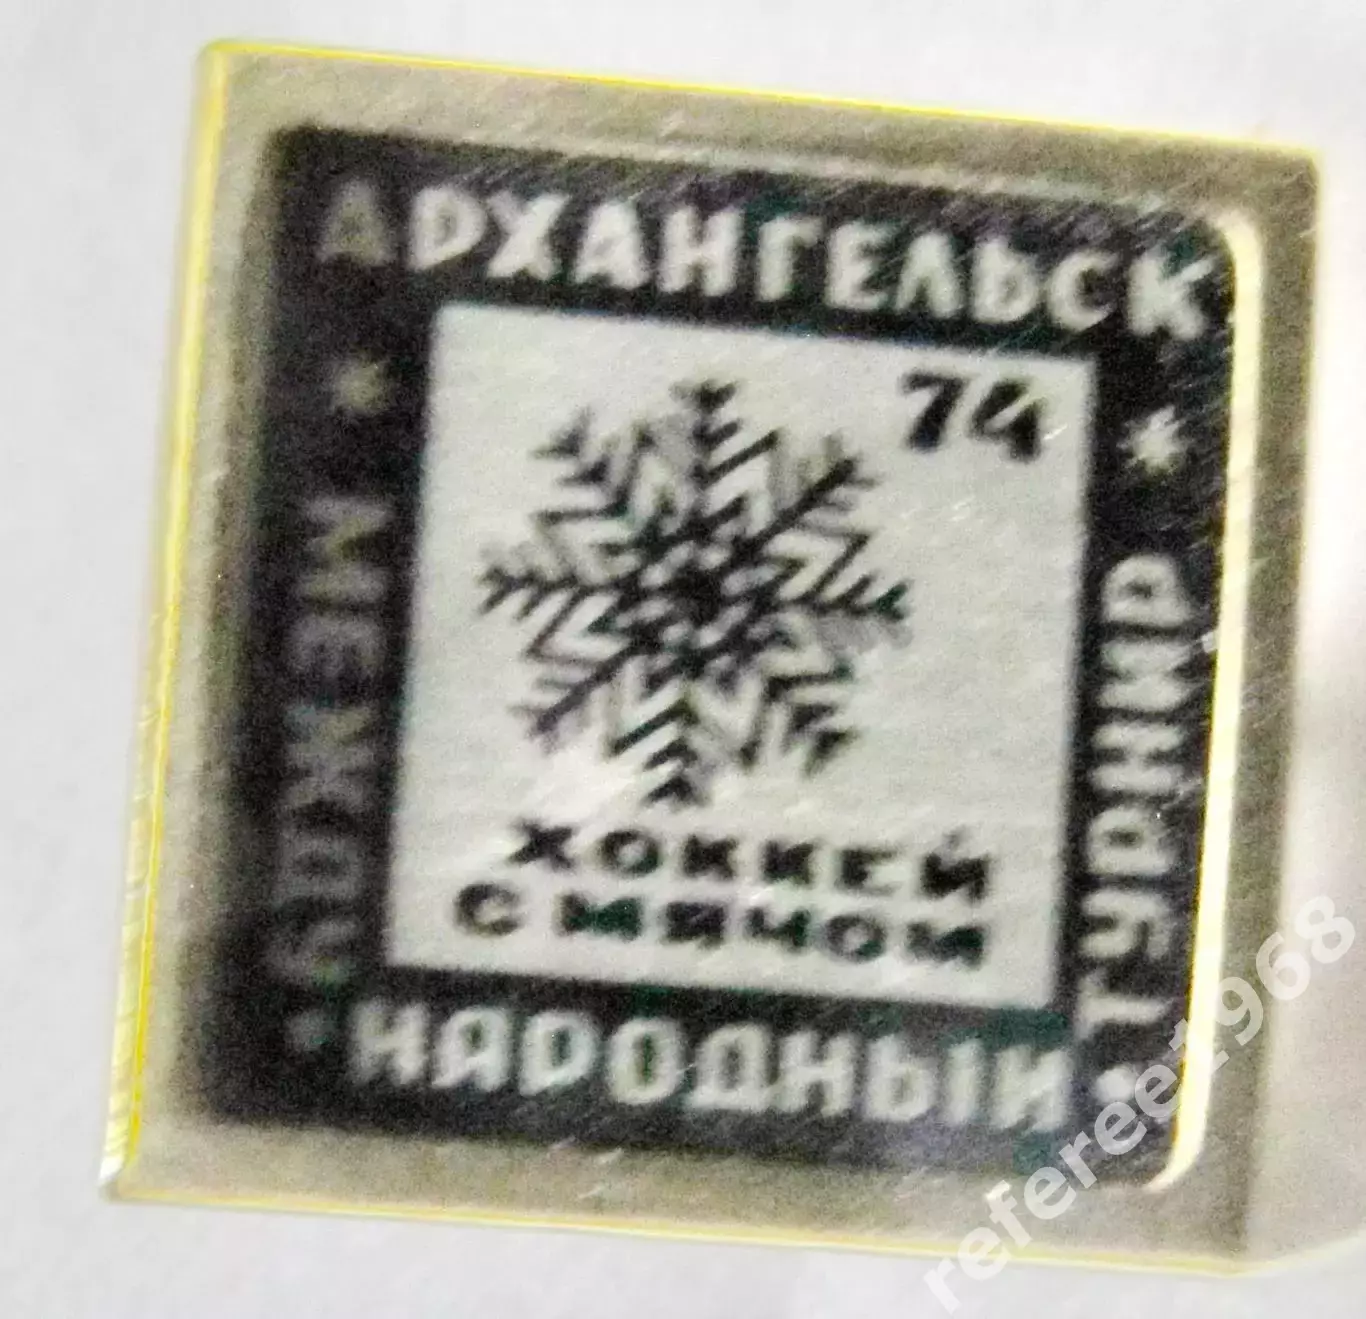 АРХАНГЕЛЬСК
74
ХОККЕЙ
С МЯЧОМ
МЕЖДУ
НАРОДНЫЙ
ТУРНИР
referee1968